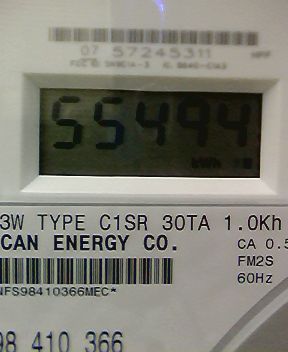 07 57245311
55494
kWh
3W TYPE C1SR 30TA 1.0Kh
CAN ENERGY CO.
CA 0.5
FM2S
60Hz
NFS98410366MEC*
98 410 366